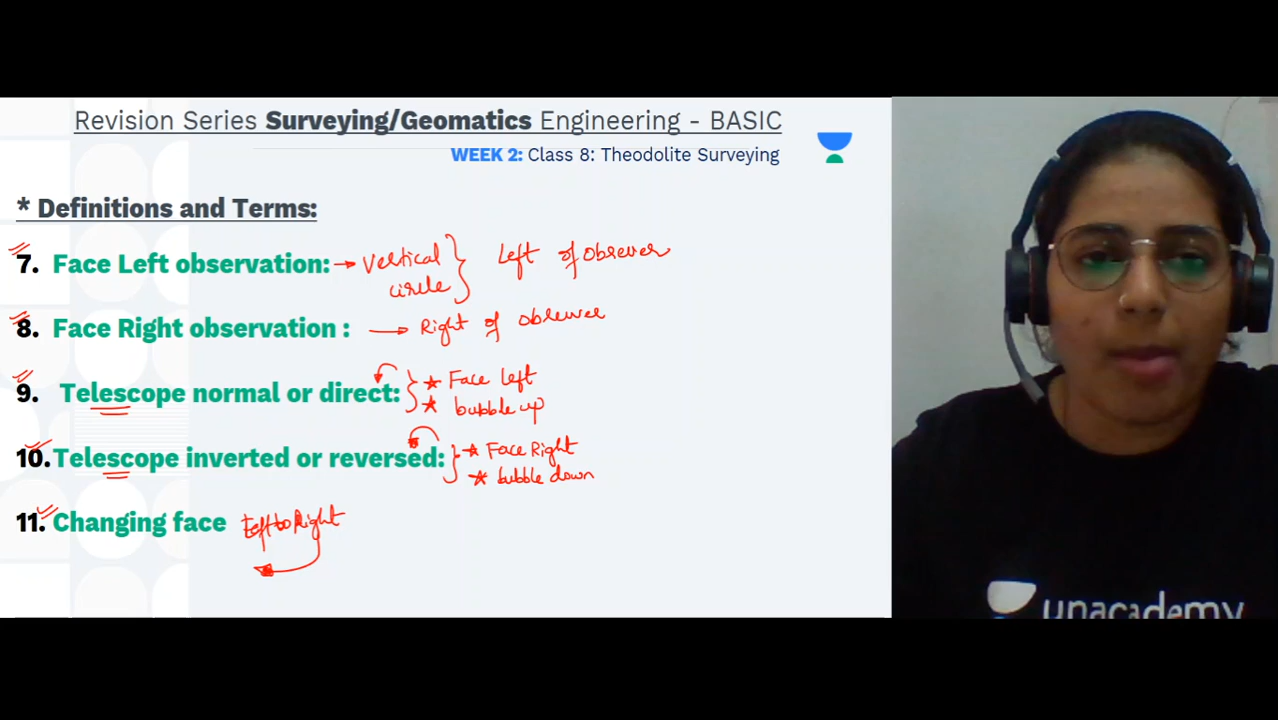 Revision Series Surveying/Geomatics Engineering - BASIC
WEEK 2: Class 8: Theodolite Surveying
* Definitions and Terms:
7. Face Left observation: → Vertical circle } Left of obsrever
8. Face Right observation : → Right of obsrever
9. Telescope normal or direct: { * Face left
* bubble up
10. Telescope inverted or reversed: { * Face Right
* bubble down
11. Changing face Left to Right
unacademy